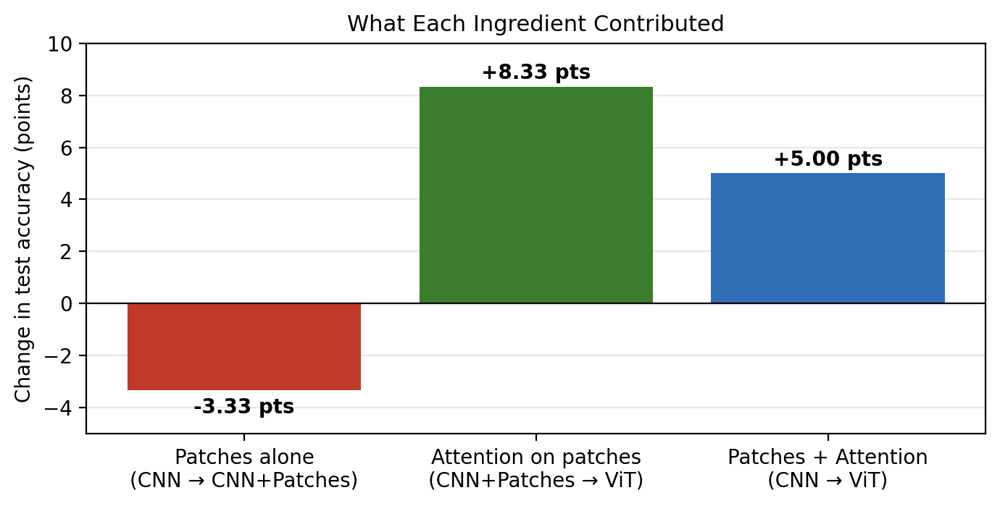 What Each Ingredient Contributed
Change in test accuracy (points)
10
8
6
4
2
0
−2
−4
+8.33 pts
+5.00 pts
-3.33 pts
Patches alone
(CNN → CNN+Patches)
Attention on patches
(CNN+Patches → ViT)
Patches + Attention
(CNN → ViT)